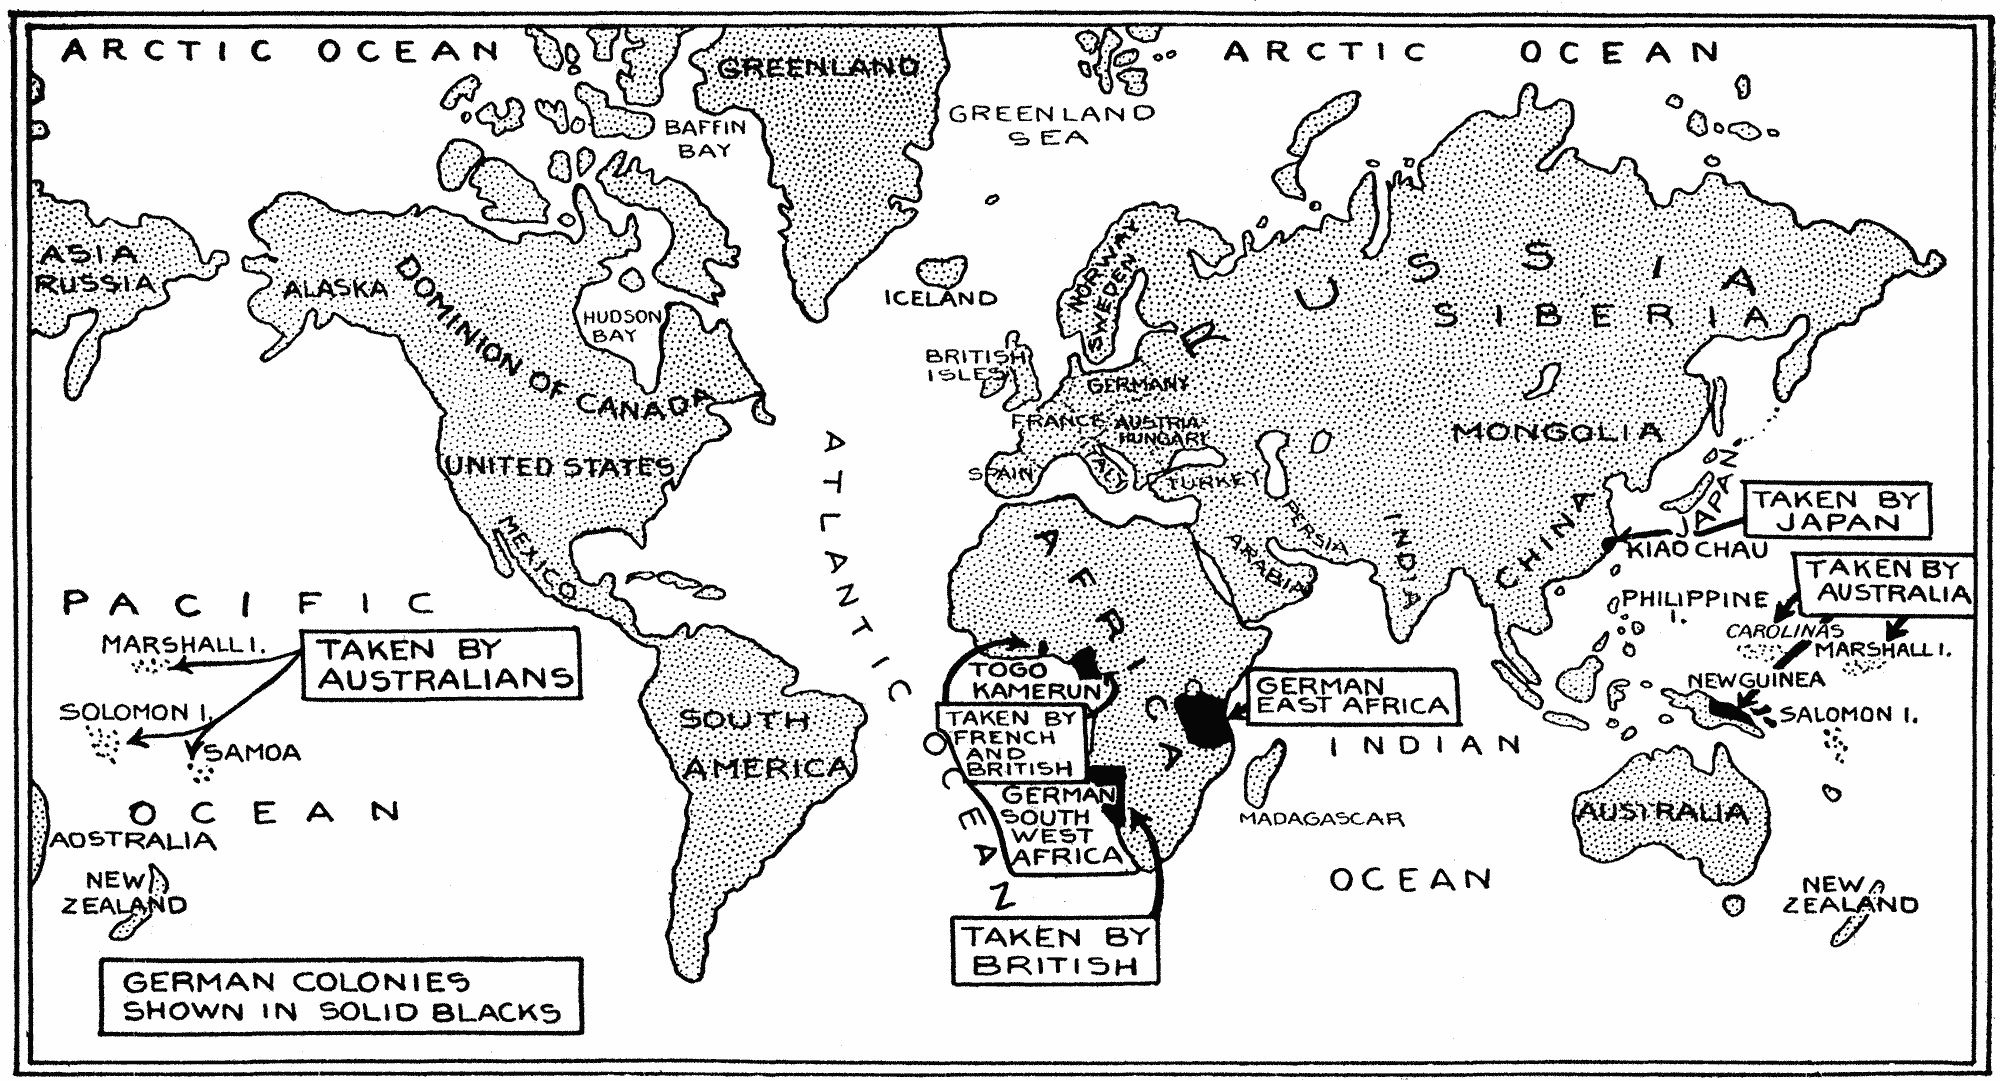 ARCTIC OCEAN
ARCTIC OCEAN
GREENLAND
GREENLAND
SEA
BAFFIN
BAY
ASIA
RUSSIA
ALASKA
DOMINION OF CANADA
HUDSON
BAY
ICELAND
NORWAY
SWEDEN
RUSSIA
SIBERIA
BRITISH
ISLES
GERMANY
FRANCE
AUSTRIA-
HUNGARY
UNITED STATES
SPAIN
ITALY
TURKEY
MONGOLIA
JAPAN
TAKEN BY
JAPAN
KIAO CHAU
MEXICO
ATLANTIC
OCEAN
AFRICA
PERSIA
ARABIA
INDIA
CHINA
TAKEN BY
AUSTRALIA
PHILIPPINE
I.
CAROLINAS
MARSHALL I.
NEW GUINEA
SALOMON I.
PACIFIC
OCEAN
MARSHALL I.
TAKEN BY
AUSTRALIANS
SOLOMON I.
SAMOA
SOUTH
AMERICA
TOGO
KAMERUN
TAKEN BY
FRENCH
AND
BRITISH
GERMAN
EAST AFRICA
INDIAN
OCEAN
GERMAN
SOUTH
WEST
AFRICA
MADAGASCAR
AUSTRALIA
AOSTRALIA
NEW
ZEALAND
NEW
ZEALAND
TAKEN BY
BRITISH
GERMAN COLONIES
SHOWN IN SOLID BLACKS